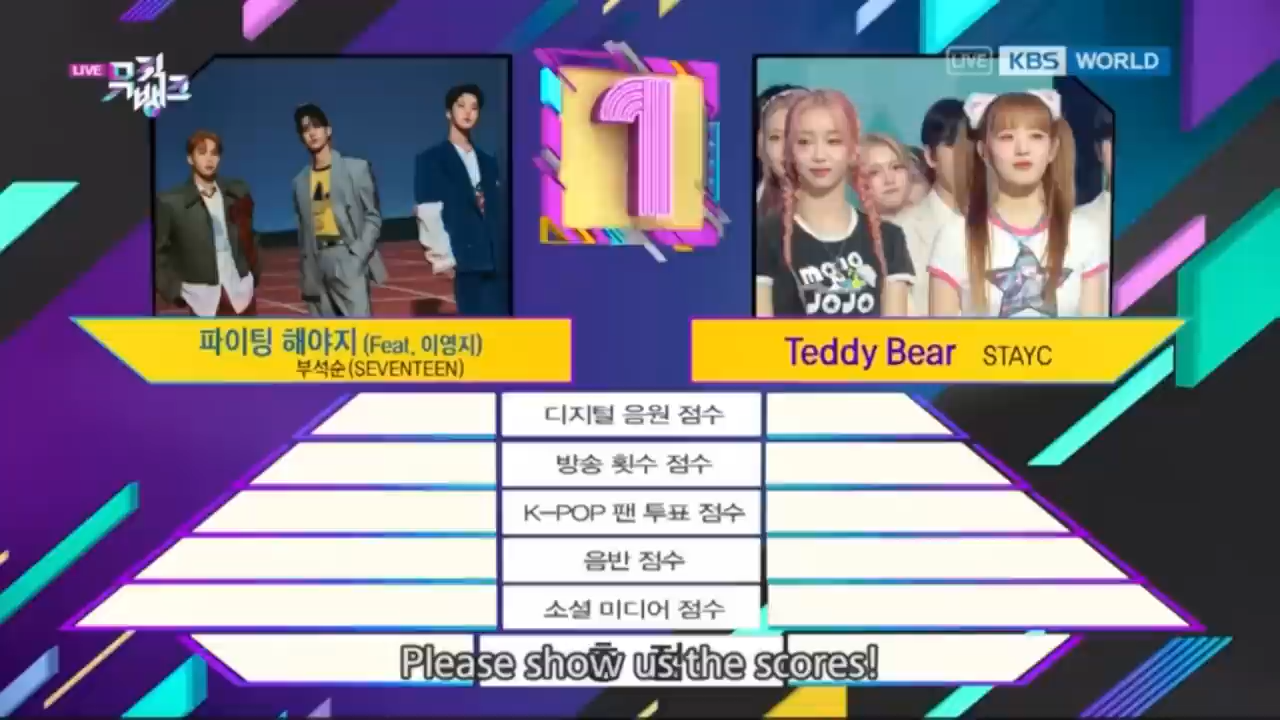 LIVE
뮤직
뱅크
LIVE KBS WORLD
1
MOJO
JOJO
파이팅 해야지 (Feat. 이영지)
부석순(SEVENTEEN)
Teddy Bear STAYC
디지털 음원 점수
방송 횟수 점수
K-POP 팬 투표 점수
음반 점수
소셜 미디어 점수
Please show us the scores!